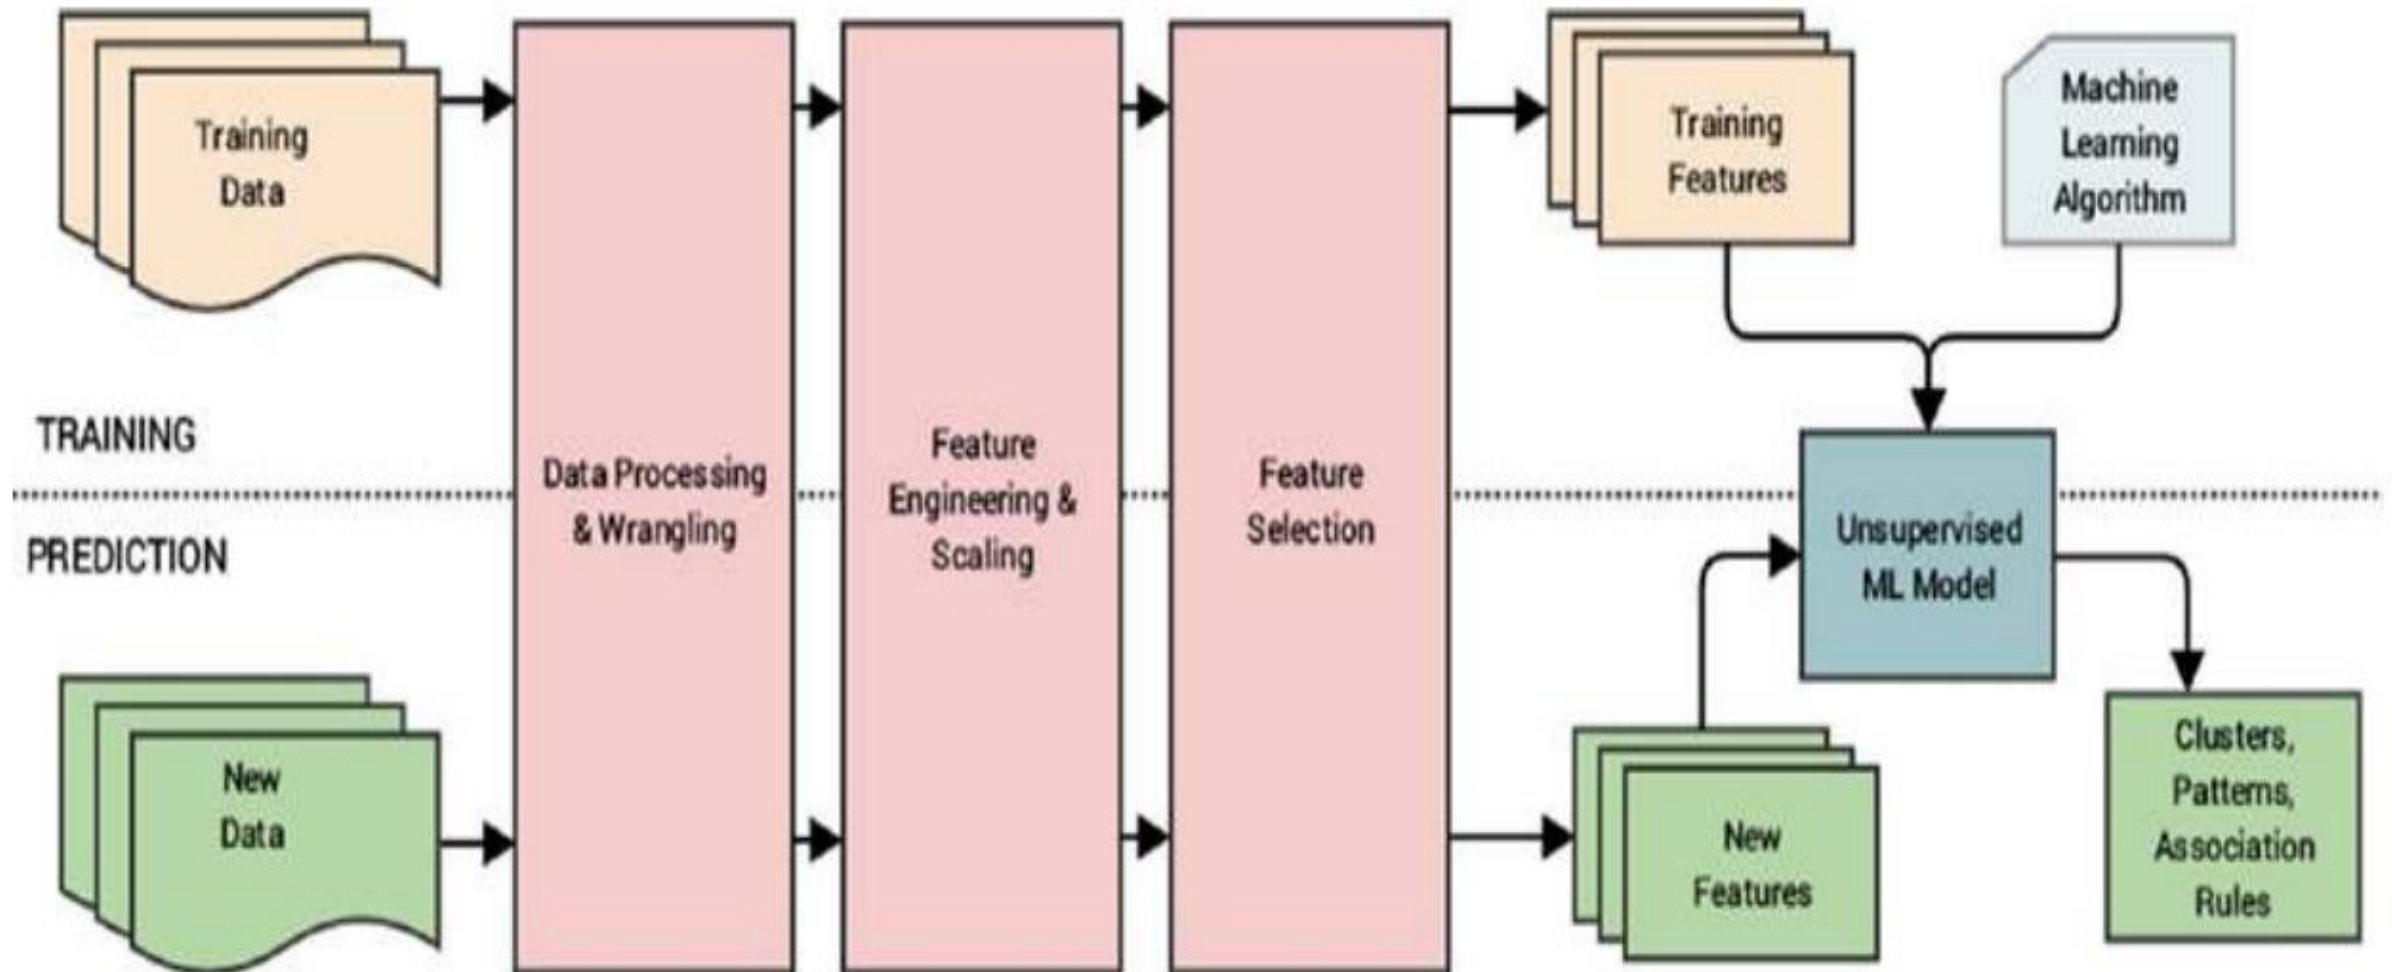 Training
Data
Machine
Learning
Algorithm
Training
Features
TRAINING
Data Processing
& Wrangling
Feature
Engineering &
Scaling
Feature
Selection
PREDICTION
Unsupervised
ML Model
New
Data
New
Features
Clusters,
Patterns,
Association
Rules